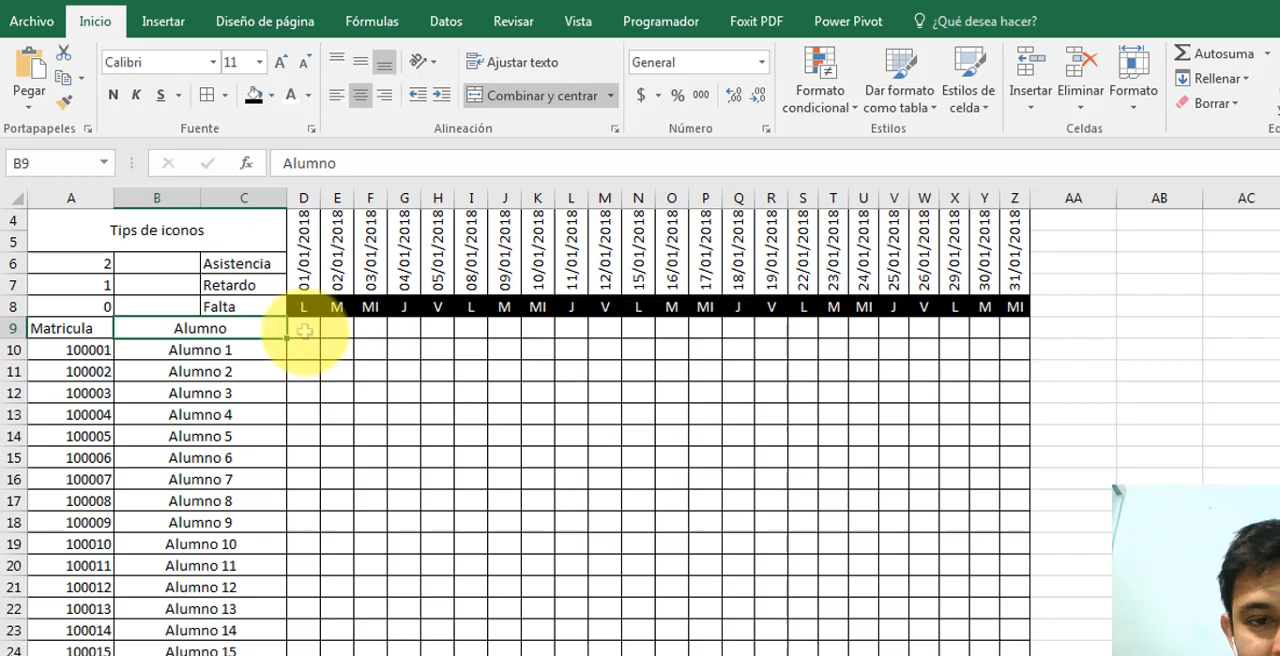 Archivo Inicio Insertar Diseño de página Fórmulas Datos Revisar Vista Programador Foxit PDF Power Pivot ¿Qué desea hacer?
Pegar Calibri 11 A A Ajustar texto General Formato condicional Dar formato como tabla Estilos de celda Insertar Eliminar Formato Autosuma
Rellenar
N K S A Combinar y centrar $ % 000 Borrar
Portapapeles Fuente Alineación Número Estilos Celdas
B9 fx Alumno
A B C D E F G H I J K L M N O P Q R S T U V W X Y Z AA AB AC
4 Tips de iconos 01/01/2018 02/01/2018 03/01/2018 04/01/2018 05/01/2018 08/01/2018 09/01/2018 10/01/2018 11/01/2018 12/01/2018 15/01/2018 16/01/2018 17/01/2018 18/01/2018 19/01/2018 22/01/2018 23/01/2018 24/01/2018 25/01/2018 26/01/2018 29/01/2018 30/01/2018 31/01/2018
5
6 2 Asistencia
7 1 Retardo
8 0 Falta L M MI J V L M MI J V L M MI J V L M MI J V L M MI
9 Matricula Alumno
10 100001 Alumno 1
11 100002 Alumno 2
12 100003 Alumno 3
13 100004 Alumno 4
14 100005 Alumno 5
15 100006 Alumno 6
16 100007 Alumno 7
17 100008 Alumno 8
18 100009 Alumno 9
19 100010 Alumno 10
20 100011 Alumno 11
21 100012 Alumno 12
22 100013 Alumno 13
23 100014 Alumno 14
24 100015 Alumno 15